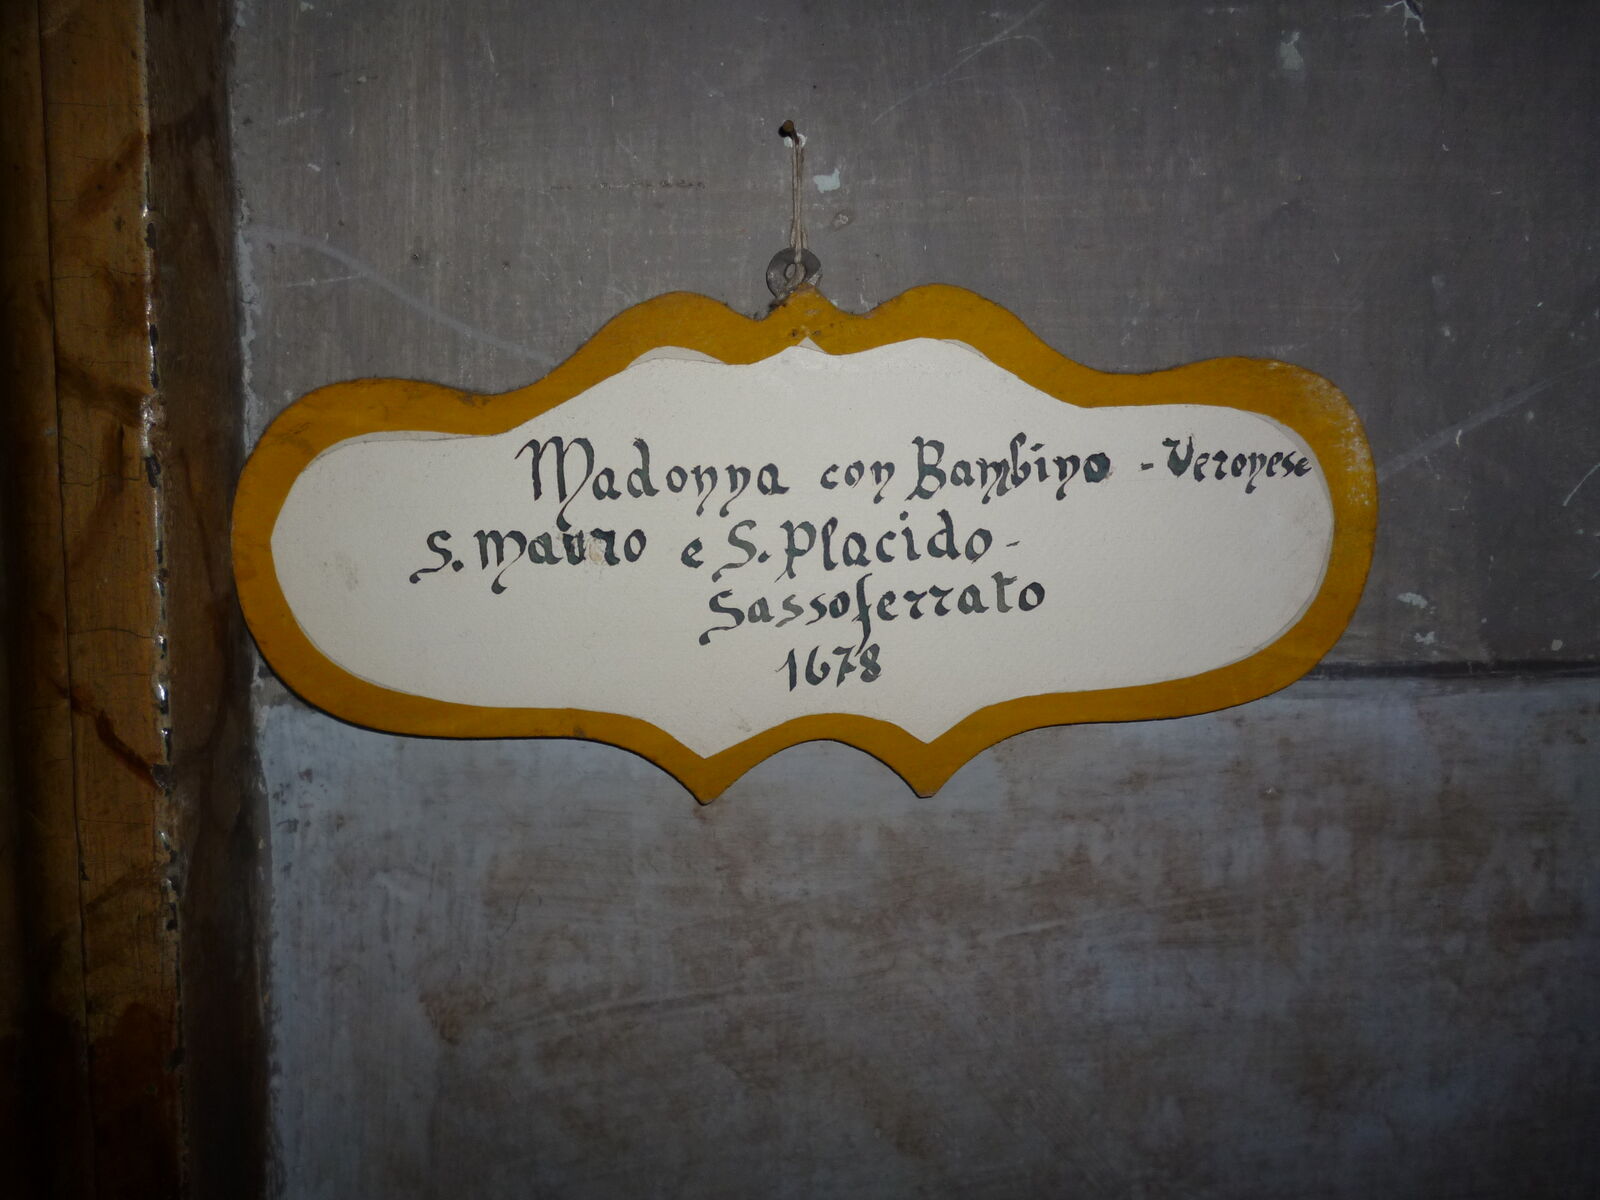 Madonna con Bambino - Veronese
S. Mauro e S. Placido -
Sassoferrato
1678